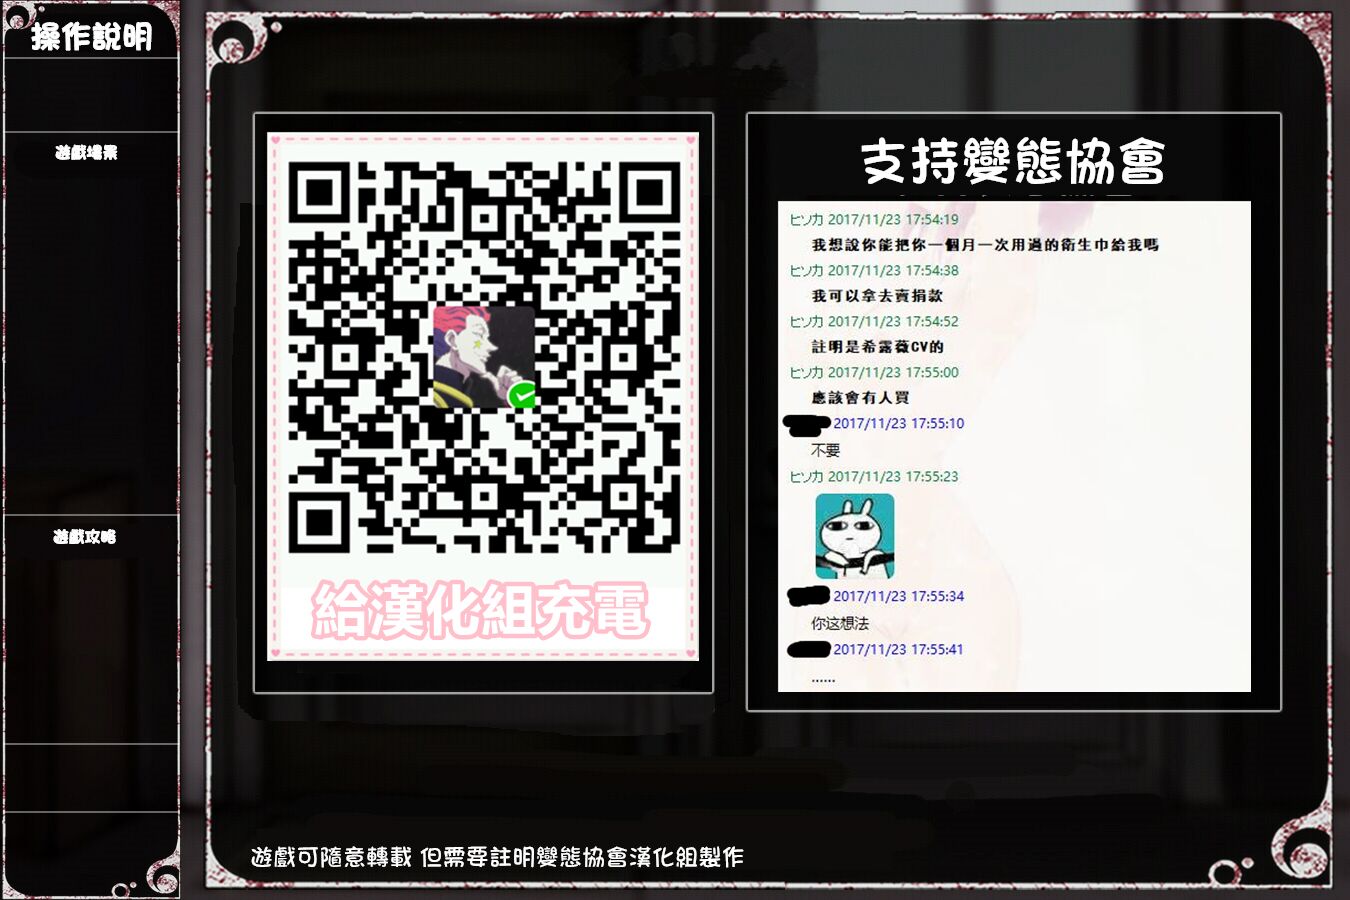 操作說明
遊戲檔案
遊戲攻略
給漢化組充電
支持變態協會
ヒソカ 2017/11/23 17:54:19
我想說你能把你一個月一次用過的衛生巾給我嗎
ヒソカ 2017/11/23 17:54:38
我可以拿去賣捐款
ヒソカ 2017/11/23 17:54:52
註明是希露薇CV的
ヒソカ 2017/11/23 17:55:00
應該會有人買
2017/11/23 17:55:10
不要
ヒソカ 2017/11/23 17:55:23
2017/11/23 17:55:34
你这想法
2017/11/23 17:55:41
......
遊戲可隨意轉載 但需要註明變態協會漢化組製作